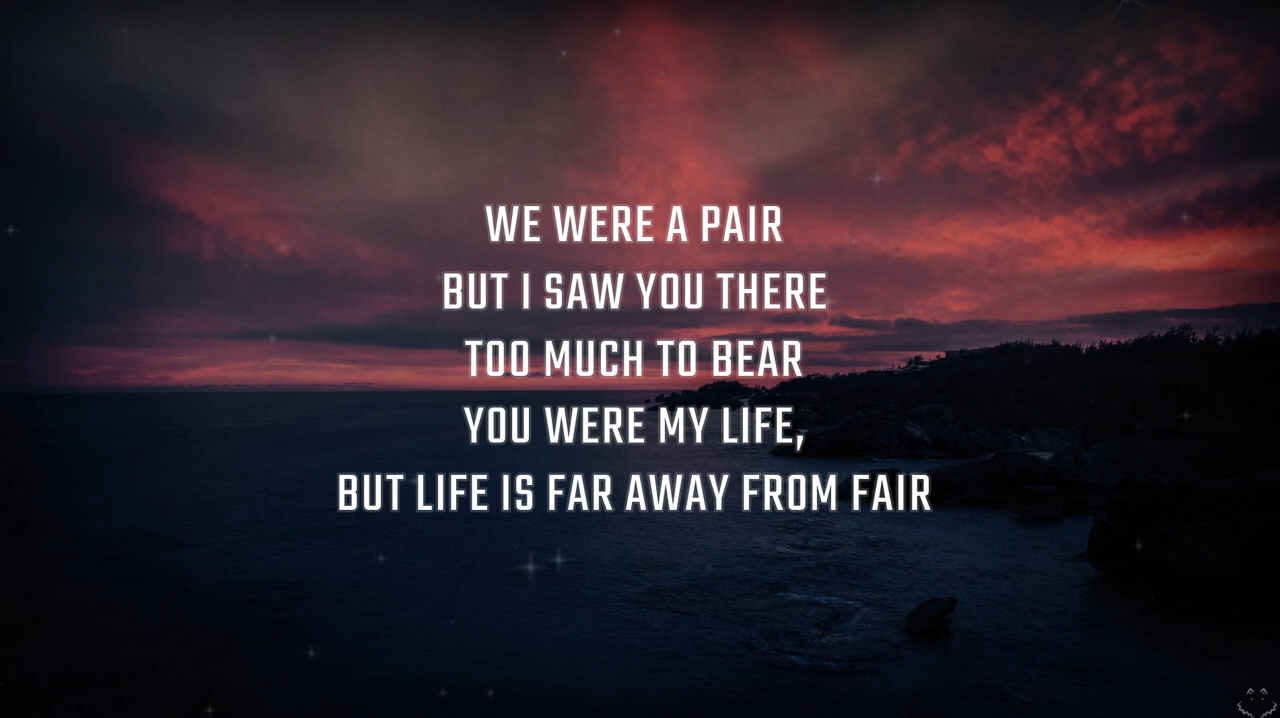 WE WERE A PAIR
BUT I SAW YOU THERE
TOO MUCH TO BEAR
YOU WERE MY LIFE,
BUT LIFE IS FAR AWAY FROM FAIR